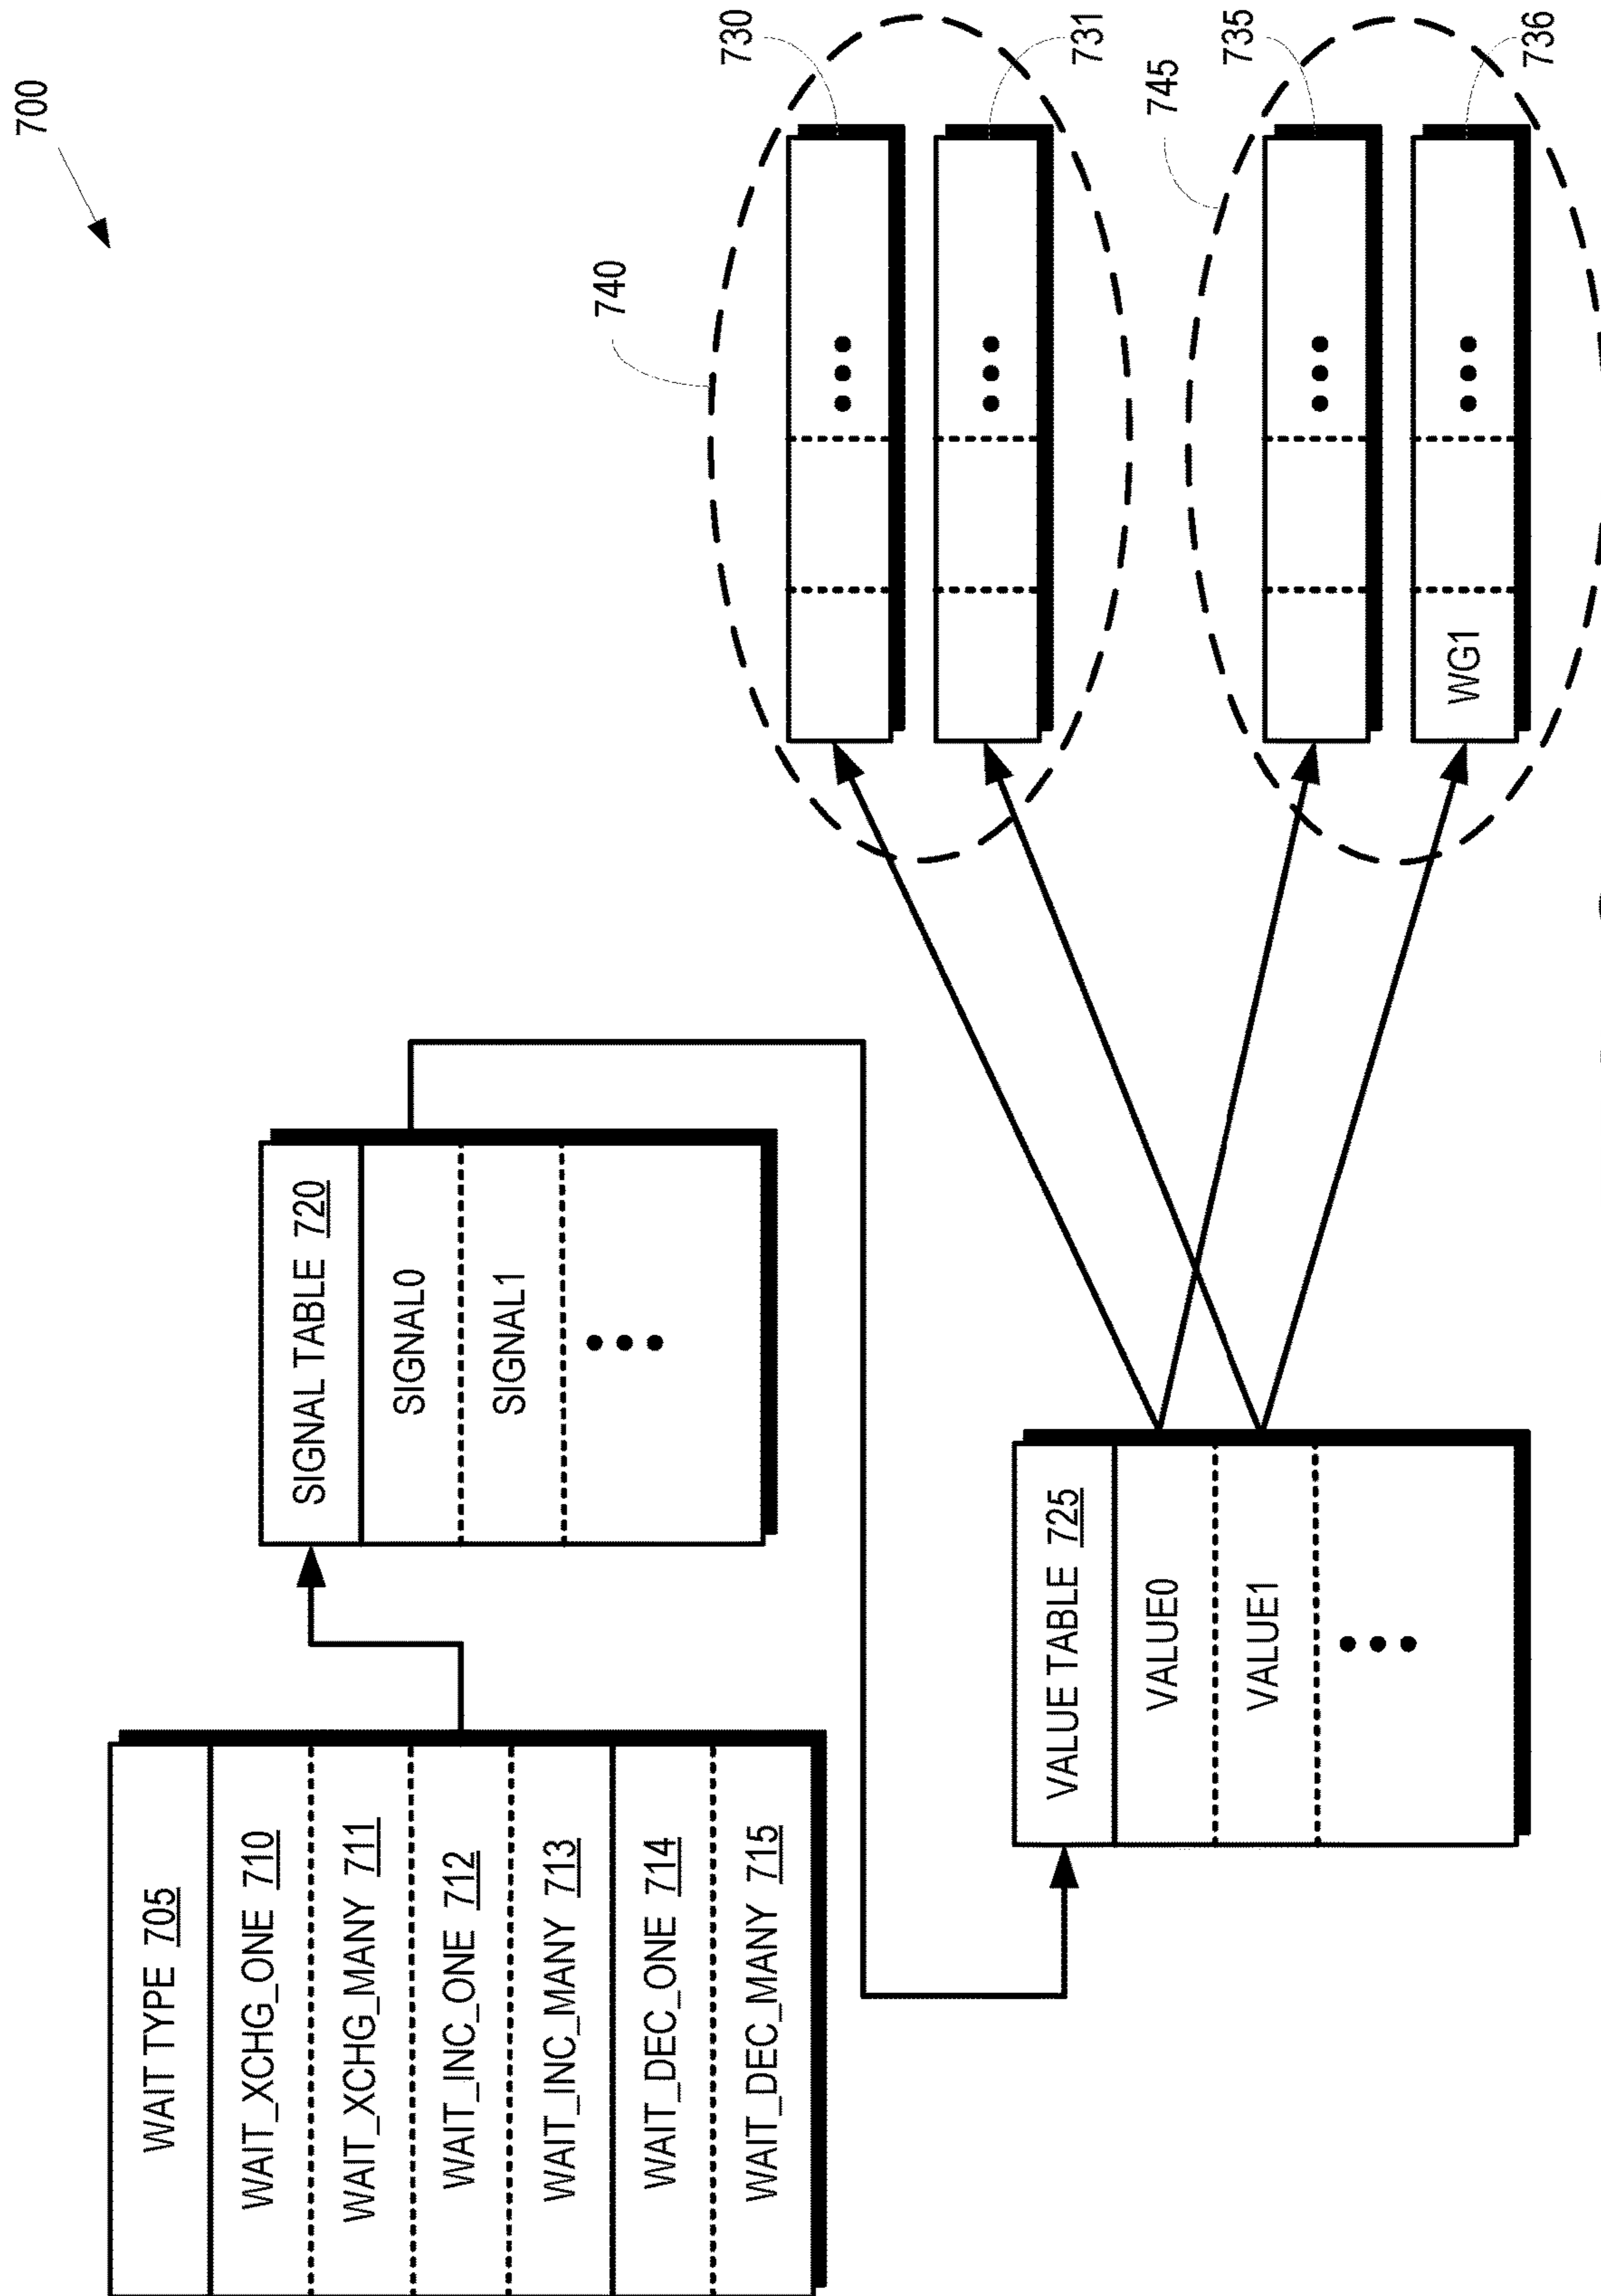 700
WAIT TYPE 705
WAIT_XCHG_ONE 710
WAIT_XCHG_MANY 711
WAIT_INC_ONE 712
WAIT_INC_MANY 713
WAIT_DEC_ONE 714
WAIT_DEC_MANY 715
SIGNAL TABLE 720
SIGNAL0
SIGNAL1
VALUE TABLE 725
VALUE0
VALUE1
740
730
731
745
735
WG1
736